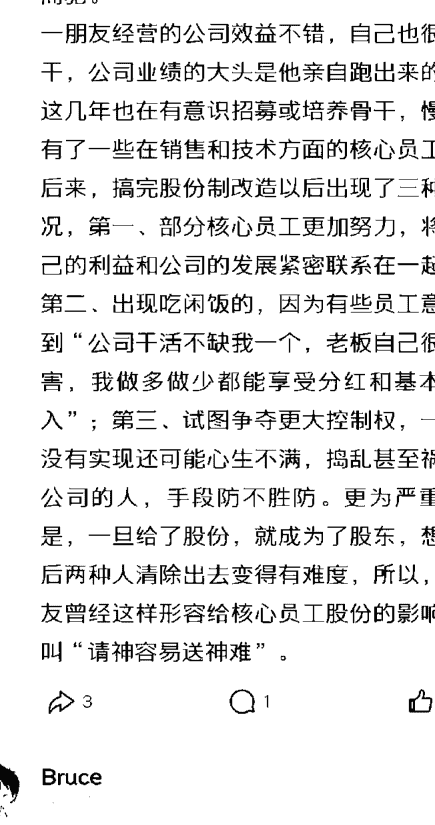 一朋友经营的公司效益不错，自己也很
干，公司业绩的大头是他亲自跑出来的
这几年也在有意识招募或培养骨干，慢
有了一些在销售和技术方面的核心员工
后来，搞完股份制改造以后出现了三种
况，第一、部分核心员工更加努力，将
己的利益和公司的发展紧密联系在一起
第二、出现吃闲饭的，因为有些员工意
到“公司干活不缺我一个，老板自己很
害，我做多做少都能享受分红和基本
入”；第三、试图争夺更大控制权，一
没有实现还可能心生不满，捣乱甚至祸
公司的人，手段防不胜防。更为严重
是，一旦给了股份，就成为了股东，想
后两种人清除出去变得有难度，所以，
友曾经这样形容给核心员工股份的影响
叫“请神容易送神难”。
3
1
Bruce